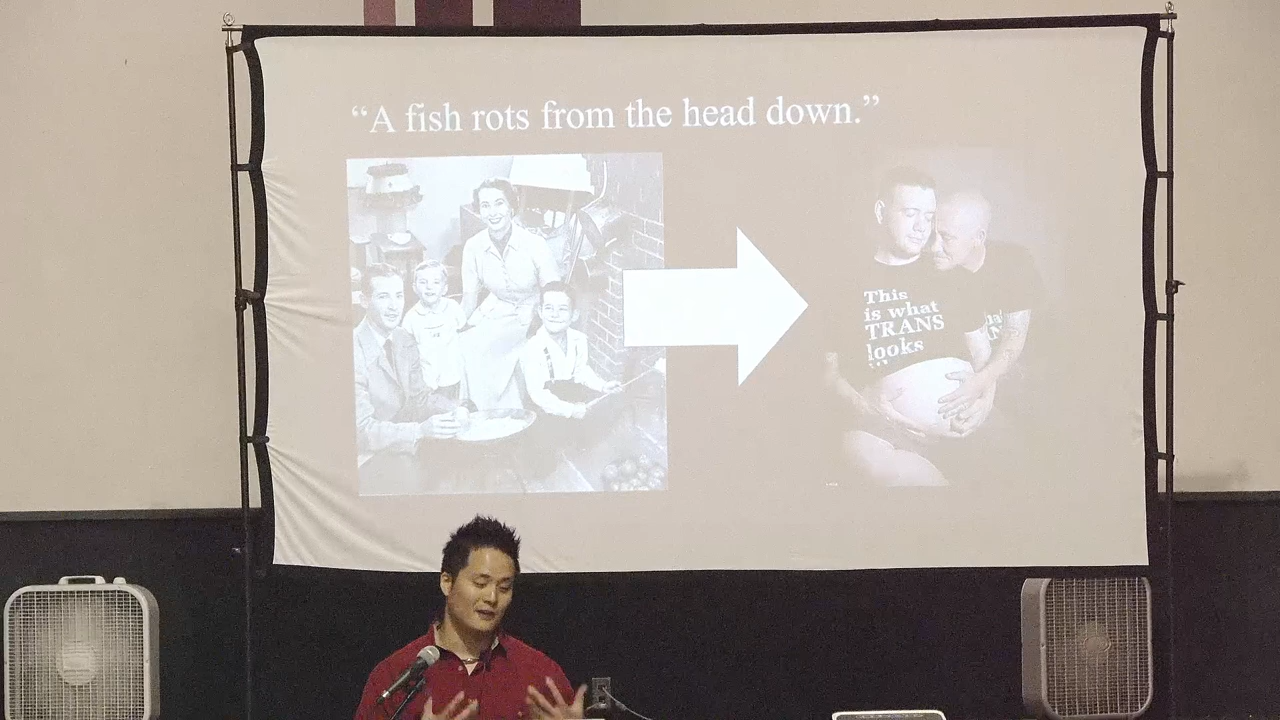 “A fish rots from the head down.”
This
is what
TRANS
looks